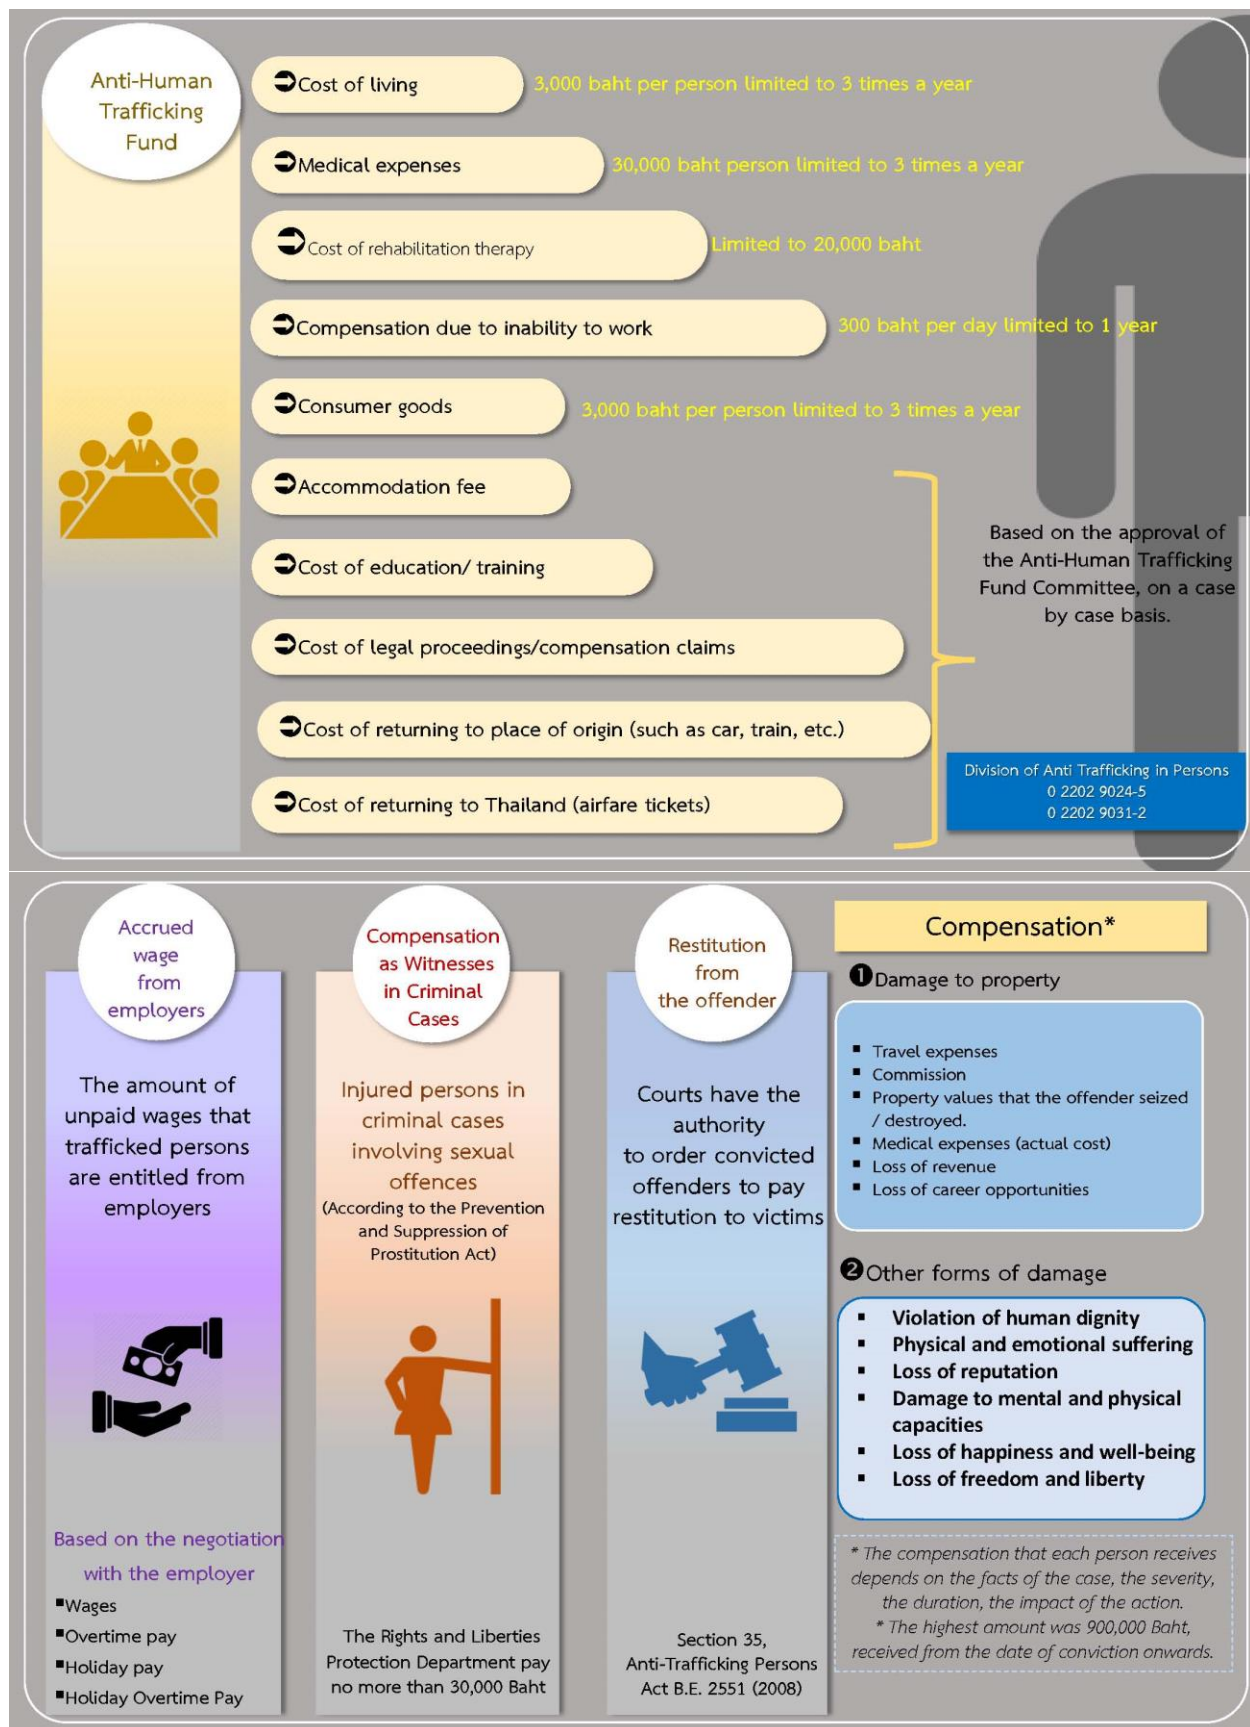 Anti-Human
Trafficking
Fund
Cost of living
3,000 baht per person limited to 3 times a year
Medical expenses
30,000 baht person limited to 3 times a year
Cost of rehabilitation therapy
Limited to 20,000 baht
Compensation due to inability to work
300 baht per day limited to 1 year
Consumer goods
3,000 baht per person limited to 3 times a year
Accommodation fee
Cost of education/ training
Cost of legal proceedings/compensation claims
Cost of returning to place of origin (such as car, train, etc.)
Cost of returning to Thailand (airfare tickets)
Based on the approval of
the Anti-Human Trafficking
Fund Committee, on a case
by case basis.
Division of Anti Trafficking in Persons
0 2202 9024-5
0 2202 9031-2
Accrued
wage
from
employers
The amount of
unpaid wages that
trafficked persons
are entitled from
employers
Based on the negotiation
with the employer
▪Wages
▪Overtime pay
▪Holiday pay
▪Holiday Overtime Pay
Compensation
as Witnesses
in Criminal
Cases
Injured persons in
criminal cases
involving sexual
offences
(According to the Prevention
and Suppression of
Prostitution Act)
The Rights and Liberties
Protection Department pay
no more than 30,000 Baht
Restitution
from
the offender
Courts have the
authority
to order convicted
offenders to pay
restitution to victims
Section 35,
Anti-Trafficking Persons
Act B.E. 2551 (2008)
Compensation*
❶Damage to property
▪ Travel expenses
▪ Commission
▪ Property values that the offender seized
/ destroyed.
▪ Medical expenses (actual cost)
▪ Loss of revenue
▪ Loss of career opportunities
❷Other forms of damage
▪ Violation of human dignity
▪ Physical and emotional suffering
▪ Loss of reputation
▪ Damage to mental and physical
capacities
▪ Loss of happiness and well-being
▪ Loss of freedom and liberty
* The compensation that each person receives
depends on the facts of the case, the severity,
the duration, the impact of the action.
* The highest amount was 900,000 Baht,
received from the date of conviction onwards.